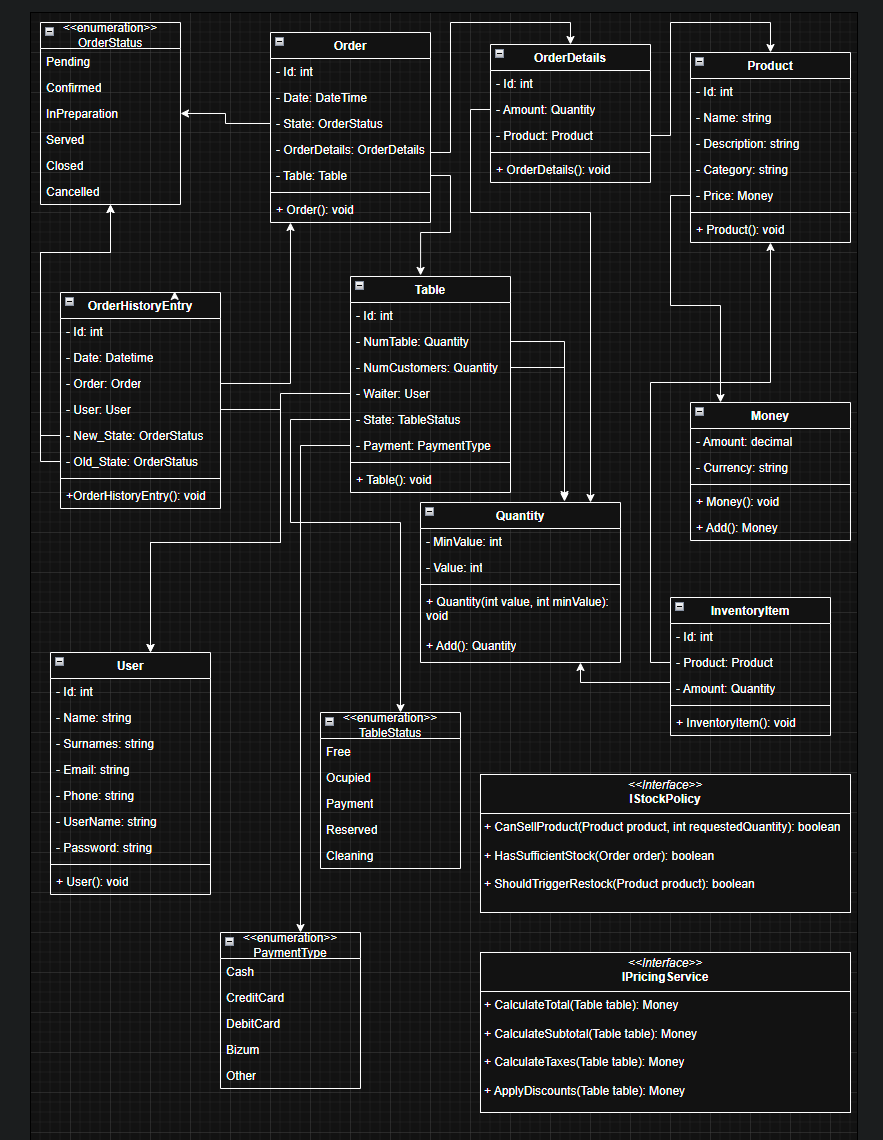 <<enumeration>>
OrderStatus
Pending
Confirmed
InPreparation
Served
Closed
Cancelled
Order
- Id: int
- Date: DateTime
- State: OrderStatus
- OrderDetails: OrderDetails
- Table: Table
+ Order(): void
OrderDetails
- Id: int
- Amount: Quantity
- Product: Product
+ OrderDetails(): void
Product
- Id: int
- Name: string
- Description: string
- Category: string
- Price: Money
+ Product(): void
OrderHistoryEntry
- Id: int
- Date: Datetime
- Order: Order
- User: User
- New_State: OrderStatus
- Old_State: OrderStatus
+OrderHistoryEntry(): void
Table
- Id: int
- NumTable: Quantity
- NumCustomers: Quantity
- Waiter: User
- State: TableStatus
- Payment: PaymentType
+ Table(): void
Money
- Amount: decimal
- Currency: string
+ Money(): void
+ Add(): Money
Quantity
- MinValue: int
- Value: int
+ Quantity(int value, int minValue):
void
+ Add(): Quantity
InventoryItem
- Id: int
- Product: Product
- Amount: Quantity
+ InventoryItem(): void
User
- Id: int
- Name: string
- Surnames: string
- Email: string
- Phone: string
- UserName: string
- Password: string
+ User(): void
<<enumeration>>
TableStatus
Free
Ocupied
Payment
Reserved
Cleaning
<<Interface>>
IStockPolicy
+ CanSellProduct(Product product, int requestedQuantity): boolean
+ HasSufficientStock(Order order): boolean
+ ShouldTriggerRestock(Product product): boolean
<<enumeration>>
PaymentType
Cash
CreditCard
DebitCard
Bizum
Other
<<Interface>>
IPricingService
+ CalculateTotal(Table table): Money
+ CalculateSubtotal(Table table): Money
+ CalculateTaxes(Table table): Money
+ ApplyDiscounts(Table table): Money